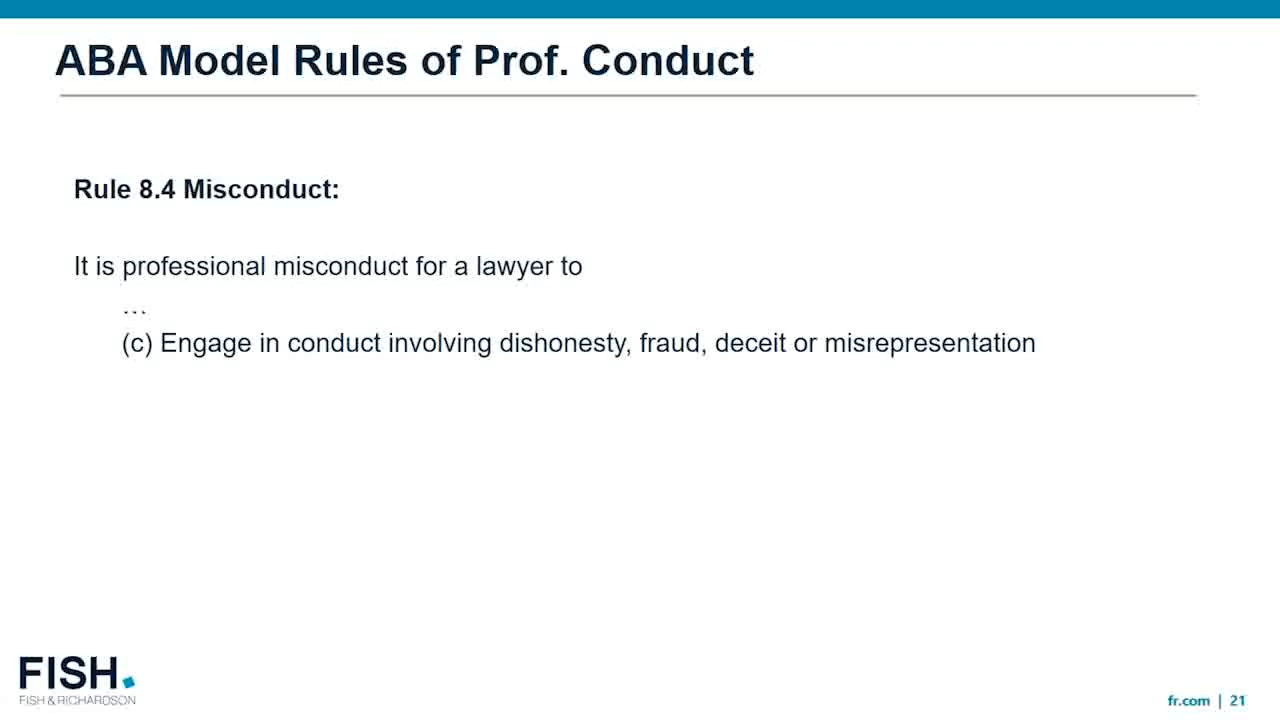 ABA Model Rules of Prof. Conduct
Rule 8.4 Misconduct:
It is professional misconduct for a lawyer to
…
(c) Engage in conduct involving dishonesty, fraud, deceit or misrepresentation
FISH.
FISH & RICHARDSON
fr.com | 21